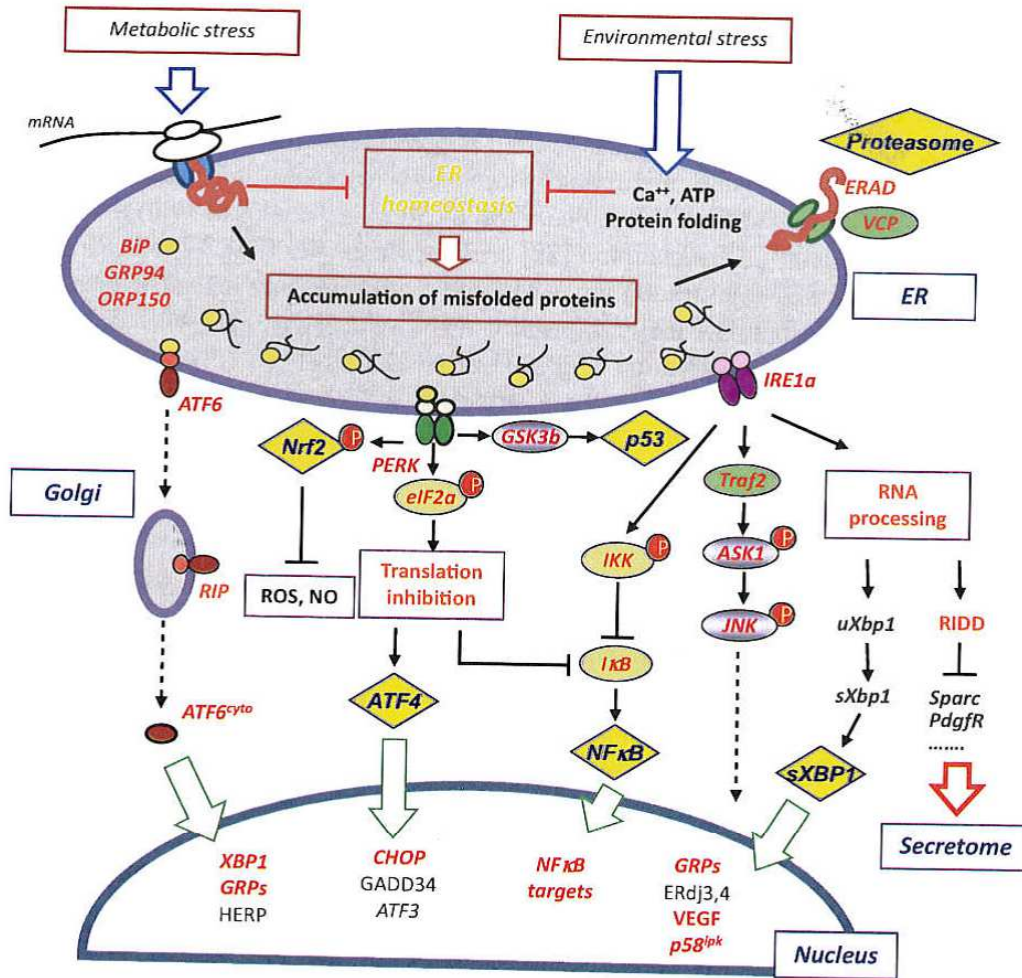 Metabolic stress
Environmental stress
mRNA
Proteasome
ER
homeostasis
Ca⁺⁺, ATP
Protein folding
ERAD
VCP
BiP
GRP94
ORP150
Accumulation of misfolded proteins
ER
ATF6
IRE1a
Nrf2
P
PERK
GSK3b
p53
eIF2a
P
Golgi
Traf2
RNA
processing
IKK
P
ASK1
P
RIP
ROS, NO
Translation
inhibition
JNK
P
uXbp1
RIDD
IκB
ATF4
sXbp1
Sparc
PdgfR
.......
ATF6ᶜʸᵗᵒ
NFκB
sXBP1
Secretome
XBP1
GRPs
HERP
CHOP
GADD34
ATF3
NFκB
targets
GRPs
ERdj3,4
VEGF
p58ⁱᵖᵏ
Nucleus